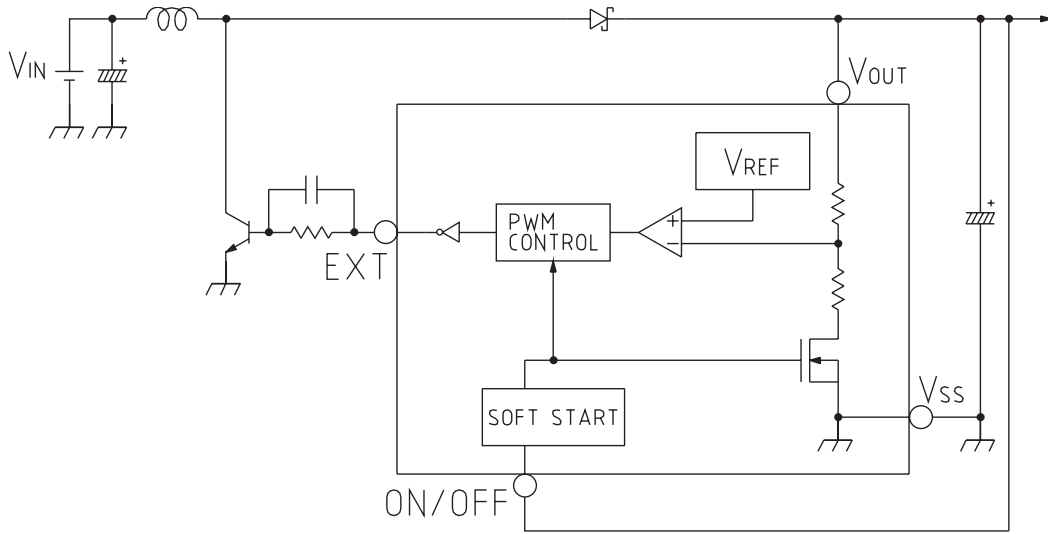 +
VIN
VOUT
VREF
PWM
CONTROL
+
−
+
EXT
VSS
SOFT START
ON/OFF